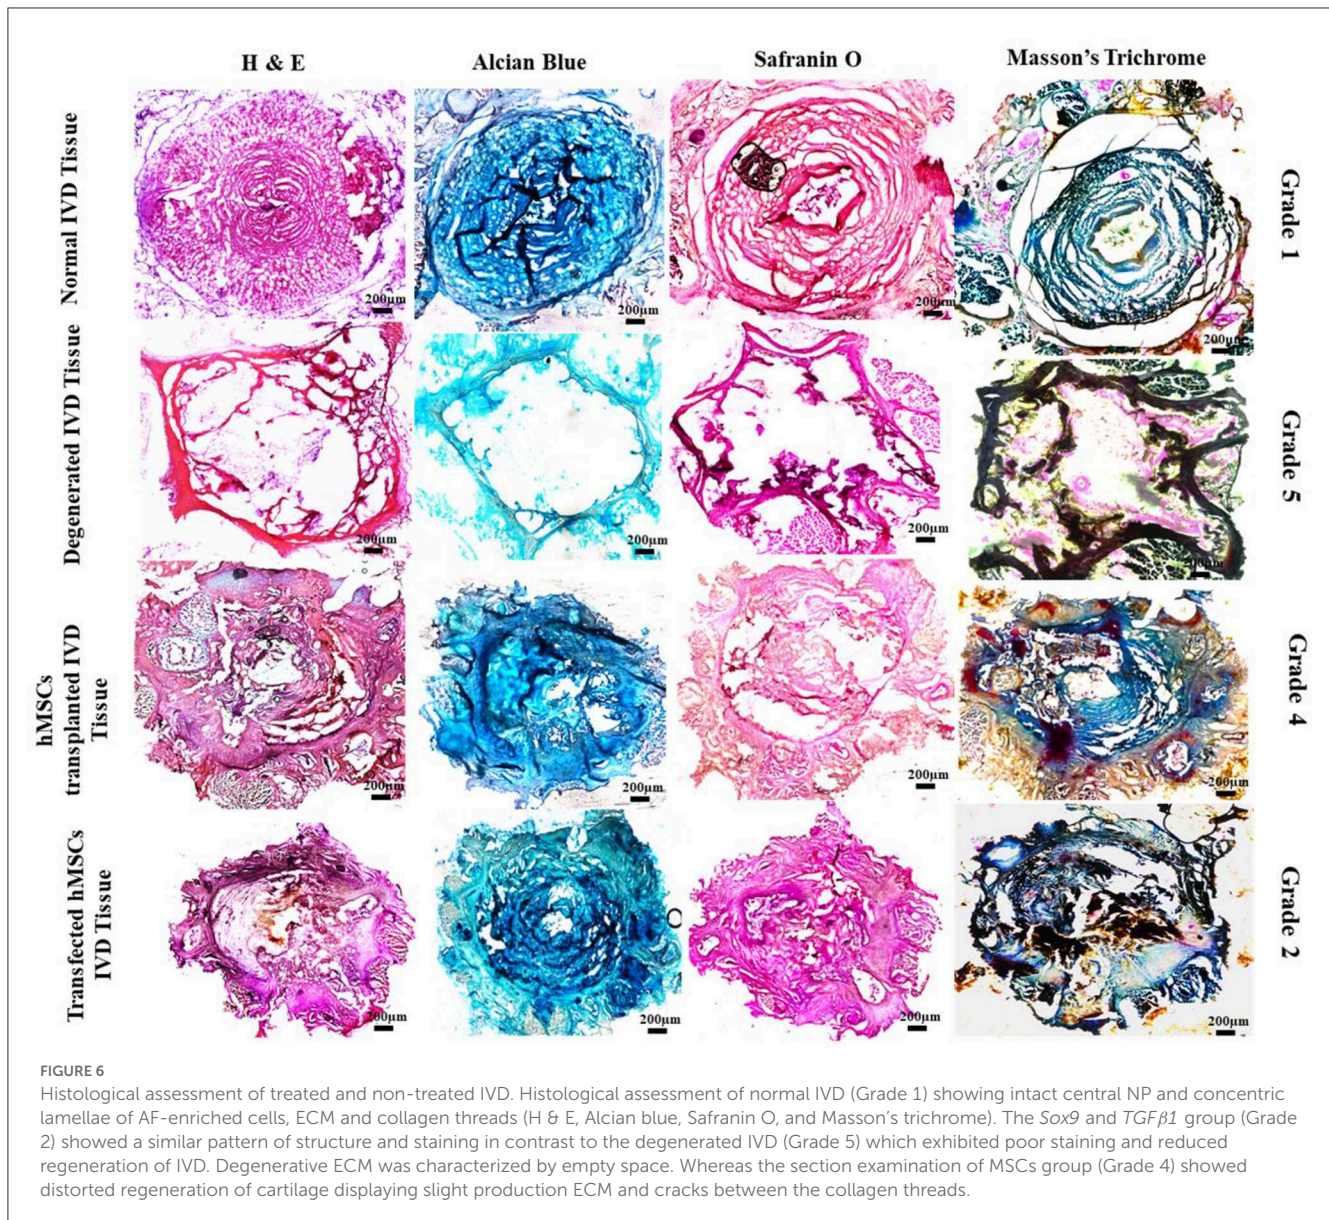 H & E
Alcian Blue
Safranin O
Masson's Trichrome
Normal IVD Tissue
200µm
200µm
200µm
200µm
Grade 1
Degenerated IVD Tissue
200µm
200µm
200µm
200µm
Grade 5
hMSCs
transplanted IVD
Tissue
200µm
200µm
200µm
200µm
Grade 4
Transfected hMSCs
IVD Tissue
200µm
200µm
200µm
200µm
Grade 2
FIGURE 6
Histological assessment of treated and non-treated IVD. Histological assessment of normal IVD (Grade 1) showing intact central NP and concentric
lamellae of AF-enriched cells, ECM and collagen threads (H & E, Alcian blue, Safranin O, and Masson's trichrome). The Sox9 and TGFβ1 group (Grade
2) showed a similar pattern of structure and staining in contrast to the degenerated IVD (Grade 5) which exhibited poor staining and reduced
regeneration of IVD. Degenerative ECM was characterized by empty space. Whereas the section examination of MSCs group (Grade 4) showed
distorted regeneration of cartilage displaying slight production ECM and cracks between the collagen threads.